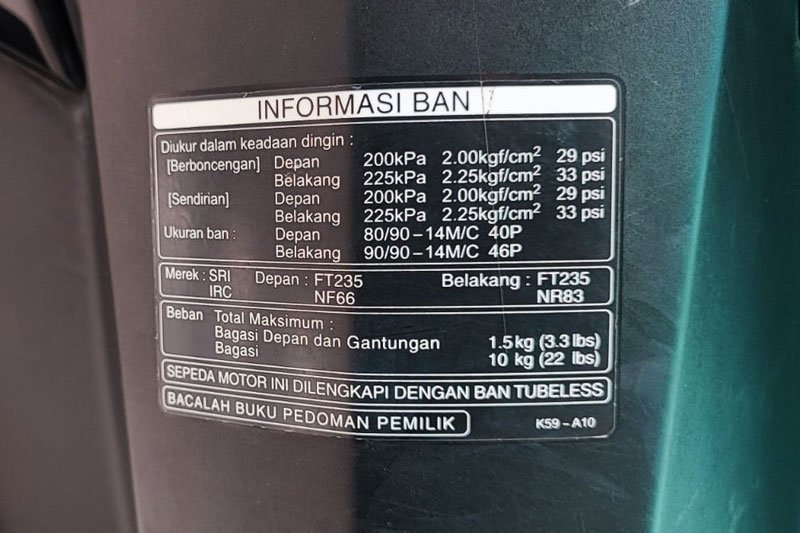 INFORMASI BAN
Diukur dalam keadaan dingin :
[Berboncengan] Depan 200kPa 2.00kgf/cm² 29 psi
Belakang 225kPa 2.25kgf/cm² 33 psi
[Sendirian] Depan 200kPa 2.00kgf/cm² 29 psi
Belakang 225kPa 2.25kgf/cm² 33 psi
Ukuran ban : Depan 80/90-14M/C 40P
Belakang 90/90-14M/C 46P
Merek : SRI Depan : FT235 Belakang : FT235
IRC NF66 NR83
Beban Total Maksimum :
Bagasi Depan dan Gantungan 1.5 kg (3.3 lbs)
Bagasi 10 kg (22 lbs)
SEPEDA MOTOR INI DILENGKAPI DENGAN BAN TUBELESS
BACALAH BUKU PEDOMAN PEMILIK
K59-A10